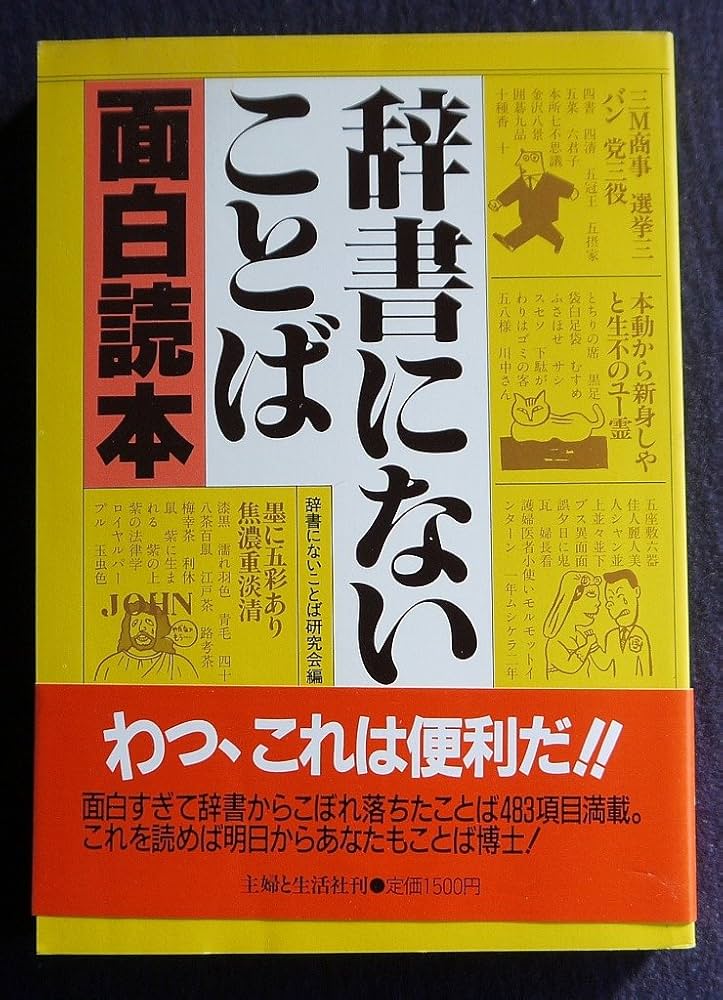 辞書にない
ことば
面白読本
三M商事 選挙三
バン 党三役
四書 四清 五冠王 五摂家
五菜 六君子
本所七不思議
金沢八景
囲碁九品
十種香 十
本動から新身しゃ
と生不のユー霊
とちりの席 黒足
袋白足袋 むすめ
ふさほせ サシ
スセソ 下駄が
わりはゴミの客
五八様 川中さん
五座敷六器
佳人麗人美
人シャン並
上並々並下
ブス異面面
誤夕日に鬼
瓦 婦長看
護婦医者小使いモルモットイ
ンターン 一年ムシケラ二年
辞書にないことば研究会編
墨に五彩あり
焦濃重淡清
漆黒 濡れ羽色 青毛 四十
八茶百鼠 江戸茶 路考茶
梅幸茶 利休
鼠 紫に生ま
れる 紫の上
紫の法律学
ロイヤルパー
プル 玉虫色
JOHN
わっ、これは便利だ!!
面白すぎて辞書からこぼれ落ちたことば483項目満載。
これを読めば明日からあなたもことば博士!
主婦と生活社刊●定価1500円